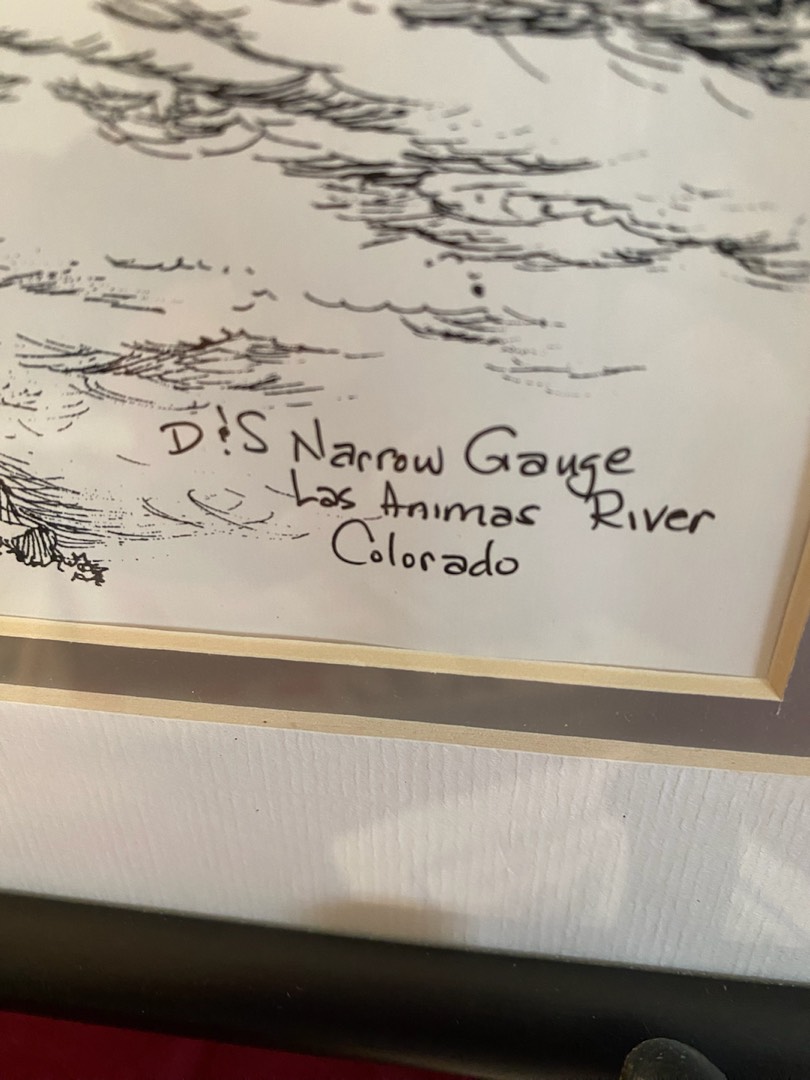 D&S Narrow Gauge
Las Animas River
Colorado